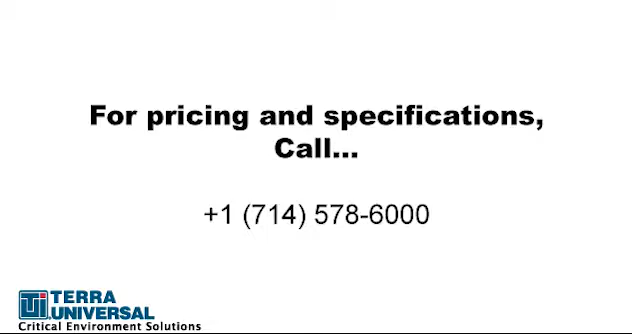 For pricing and specifications,
Call...
+1 (714) 578-6000
TERRA
UNIVERSAL
Critical Environment Solutions